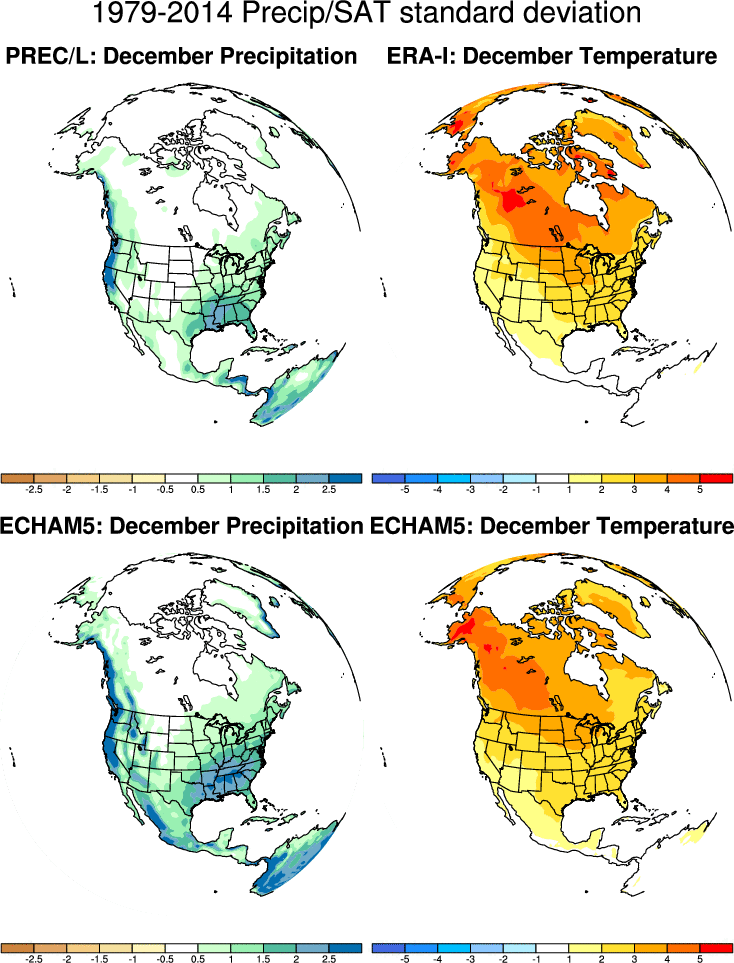 1979-2014 Precip/SAT standard deviation
PREC/L: December Precipitation
ERA-I: December Temperature
-2.5 -2 -1.5 -1 -0.5 0.5 1 1.5 2 2.5
-5 -4 -3 -2 -1 1 2 3 4 5
ECHAM5: December Precipitation
ECHAM5: December Temperature
-2.5 -2 -1.5 -1 -0.5 0.5 1 1.5 2 2.5
-5 -4 -3 -2 -1 1 2 3 4 5